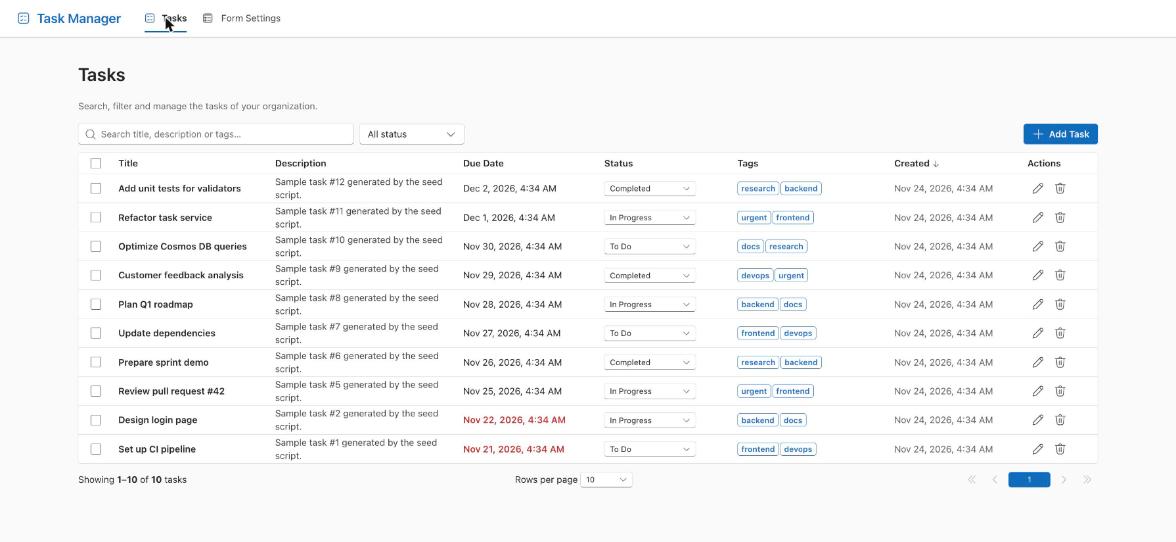 Task Manager Tasks Form Settings
Tasks
Search, filter and manage the tasks of your organization.
Search title, description or tags... All status Add Task
Title Description Due Date Status Tags Created ↓ Actions
Add unit tests for validators Sample task #12 generated by the seed script. Dec 2, 2026, 4:34 AM Completed research backend Nov 24, 2026, 4:34 AM
Refactor task service Sample task #11 generated by the seed script. Dec 1, 2026, 4:34 AM In Progress urgent frontend Nov 24, 2026, 4:34 AM
Optimize Cosmos DB queries Sample task #10 generated by the seed script. Nov 30, 2026, 4:34 AM To Do docs research Nov 24, 2026, 4:34 AM
Customer feedback analysis Sample task #9 generated by the seed script. Nov 29, 2026, 4:34 AM Completed devops urgent Nov 24, 2026, 4:34 AM
Plan Q1 roadmap Sample task #8 generated by the seed script. Nov 28, 2026, 4:34 AM In Progress backend docs Nov 24, 2026, 4:34 AM
Update dependencies Sample task #7 generated by the seed script. Nov 27, 2026, 4:34 AM To Do frontend devops Nov 24, 2026, 4:34 AM
Prepare sprint demo Sample task #6 generated by the seed script. Nov 26, 2026, 4:34 AM Completed research backend Nov 24, 2026, 4:34 AM
Review pull request #42 Sample task #5 generated by the seed script. Nov 25, 2026, 4:34 AM In Progress urgent frontend Nov 24, 2026, 4:34 AM
Design login page Sample task #2 generated by the seed script. Nov 22, 2026, 4:34 AM In Progress backend docs Nov 24, 2026, 4:34 AM
Set up CI pipeline Sample task #1 generated by the seed script. Nov 21, 2026, 4:34 AM To Do frontend devops Nov 24, 2026, 4:34 AM
Showing 1–10 of 10 tasks Rows per page 10 1